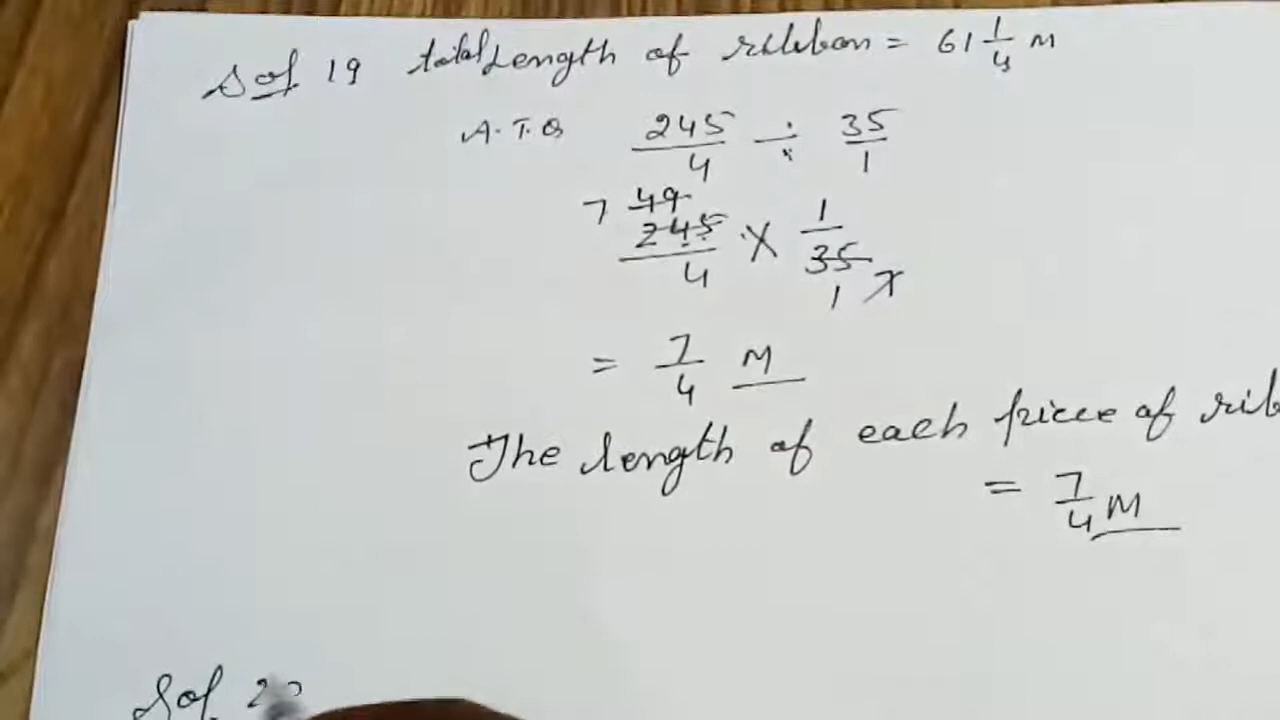 Sol 19 total Length of ribbon = 61 1/4 M
A.T.Q 245/4 ÷ 35/1
7 49
245/4 X 1/35
1 7
= 7/4 M
The length of each piece of rib
= 7/4 M
Sol 20